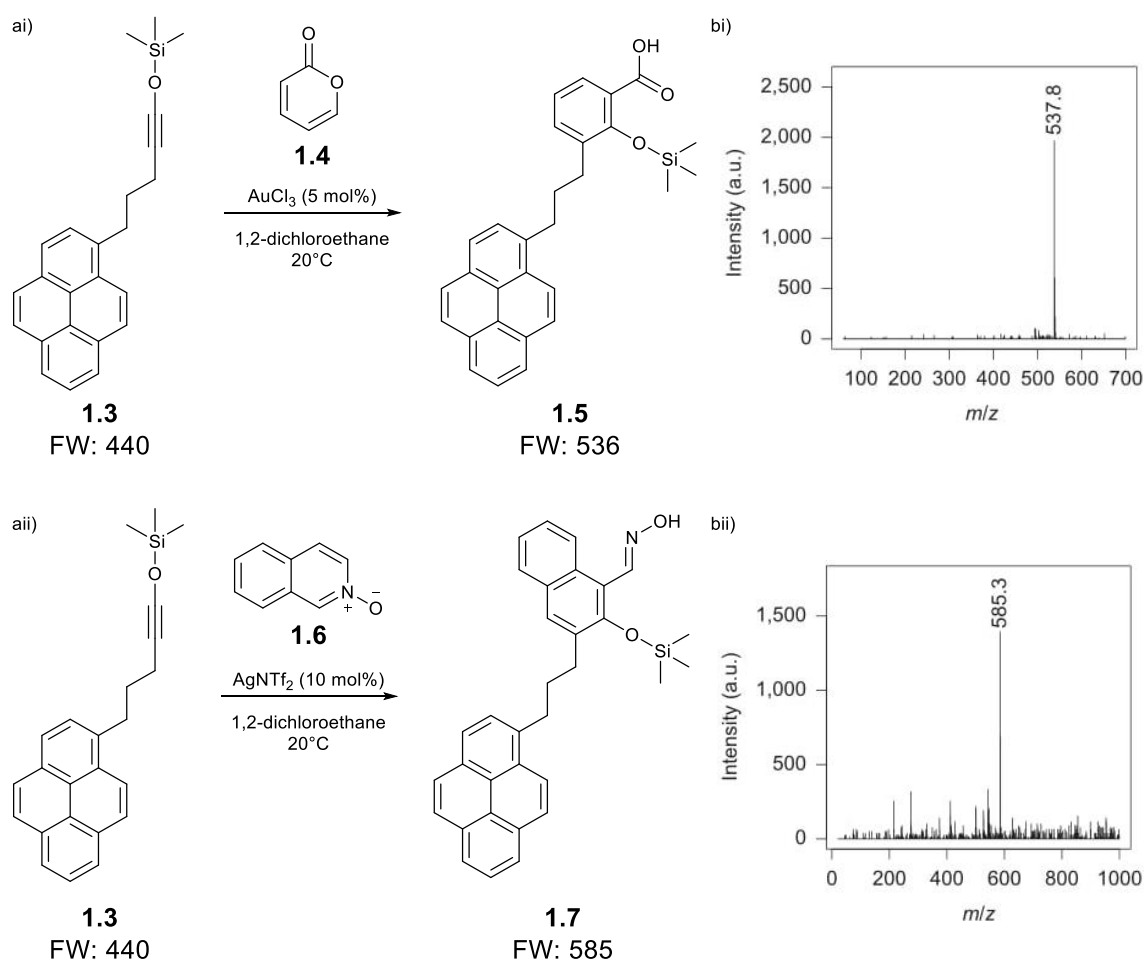 ai)
Si
O
O
O
1.4
AuCl3 (5 mol%)
1,2-dichloroethane
20°C
OH
O
O
Si
1.3
FW: 440
1.5
FW: 536
bi)
537.8
2,500
2,000
1,500
1,000
500
0
Intensity (a.u.)
100 200 300 400 500 600 700
m/z
aii)
Si
O
N
+
O
−
1.6
AgNTf2 (10 mol%)
1,2-dichloroethane
20°C
OH
N
O
Si
1.3
FW: 440
1.7
FW: 585
bii)
585.3
1,500
1,000
500
0
Intensity (a.u.)
0 200 400 600 800 1000
m/z